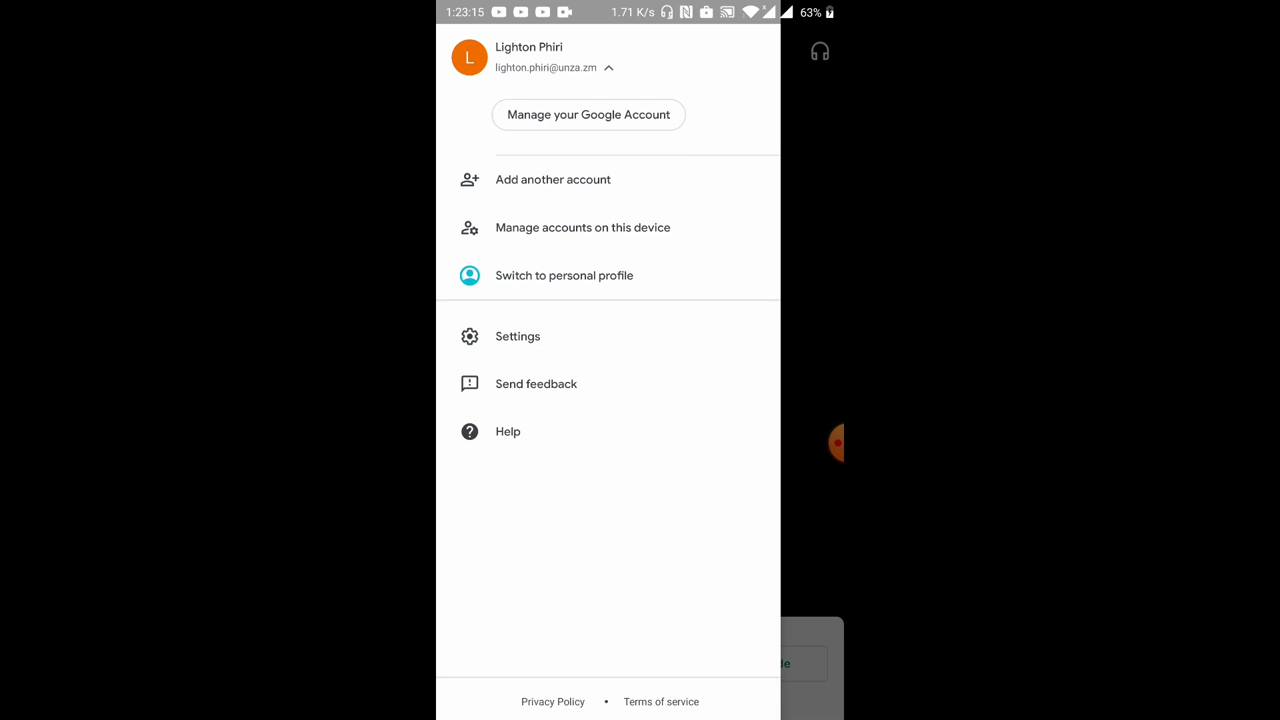 1:23:15 1.71 K/s 63%
L
Lighton Phiri
lighton.phiri@unza.zm
Manage your Google Account
Add another account
Manage accounts on this device
Switch to personal profile
Settings
Send feedback
Help
Privacy Policy • Terms of service